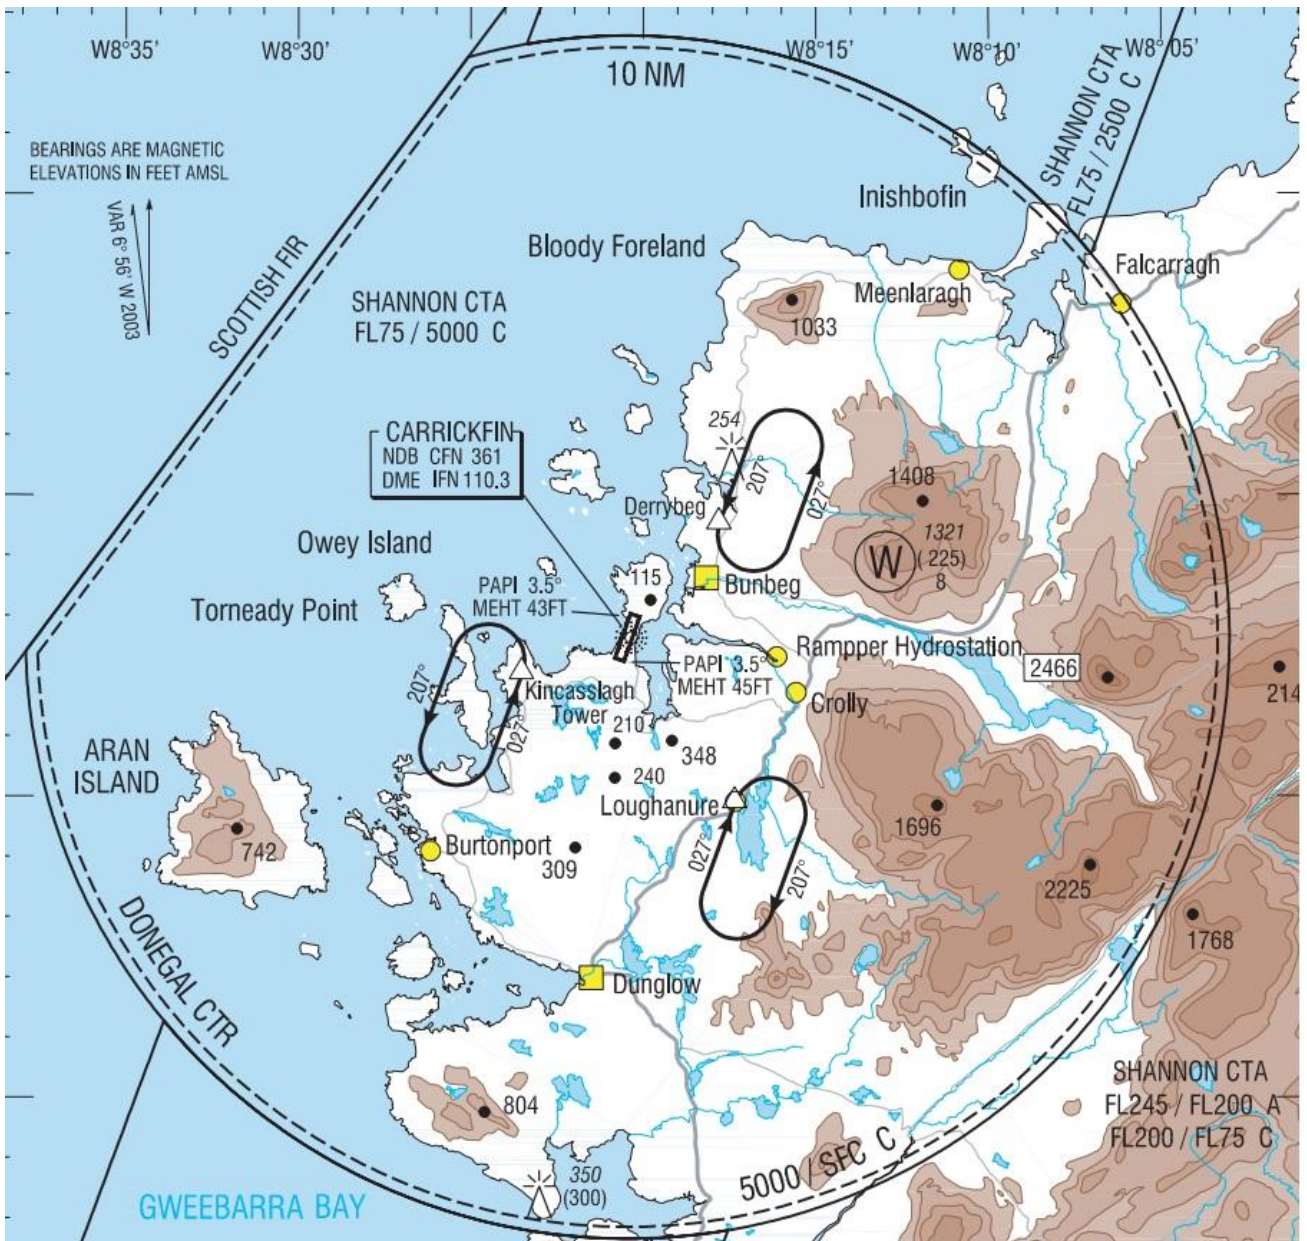 W8°35'
W8°30'
W8°15'
W8°10'
W8°05'
10 NM
SHANNON CTA
FL75 / 2500 C
BEARINGS ARE MAGNETIC
ELEVATIONS IN FEET AMSL
VAR 6° 56' W 2003
SCOTTISH FIR
Inishbofin
Bloody Foreland
Falcarragh
Meenlaragh
SHANNON CTA
FL75 / 5000 C
1033
CARRICKFIN
NDB CFN 361
DME IFN 110.3
254
207°
027°
Derrybeg
1408
1321
(225)
8
W
Owey Island
Torneady Point
PAPI 3.5°
MEHT 43FT
115
Bunbeg
Rampper Hydrostation
2466
214
PAPI 3.5°
MEHT 45FT
207°
027°
Kincasslagh
Tower
Crolly
210
348
240
ARAN
ISLAND
742
Loughanure
1696
Burtonport
309
027°
207°
2225
1768
DONEGAL CTR
Dunglow
804
SHANNON CTA
FL245 / FL200 A
FL200 / FL75 C
5000 / SFC C
350
(300)
GWEEBARRA BAY